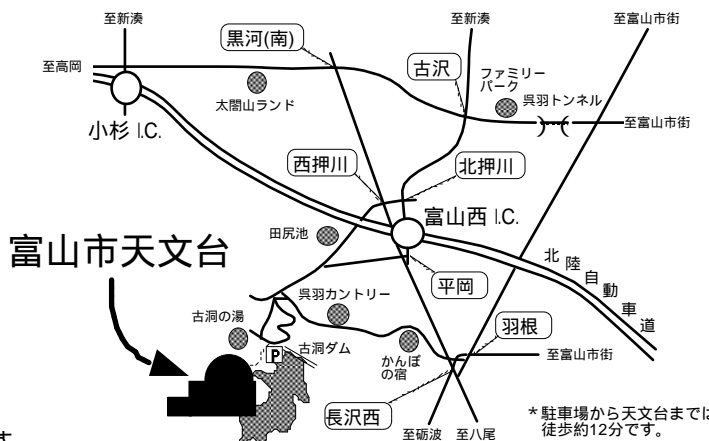 至新湊
至新湊
至富山市街
黒河(南)
至高岡
古沢
ファミリー
パーク
太閤山ランド
呉羽トンネル
至富山市街
小杉 I.C.
西押川
北押川
富山西 I.C.
田尻池
富山市天文台
北陸自動車道
平岡
呉羽カントリー
古洞の湯
羽根
P
古洞ダム
かんぽ
の宿
至富山市街
長沢西
*駐車場から天文台までは
徒歩約12分です。
至砺波
至八尾